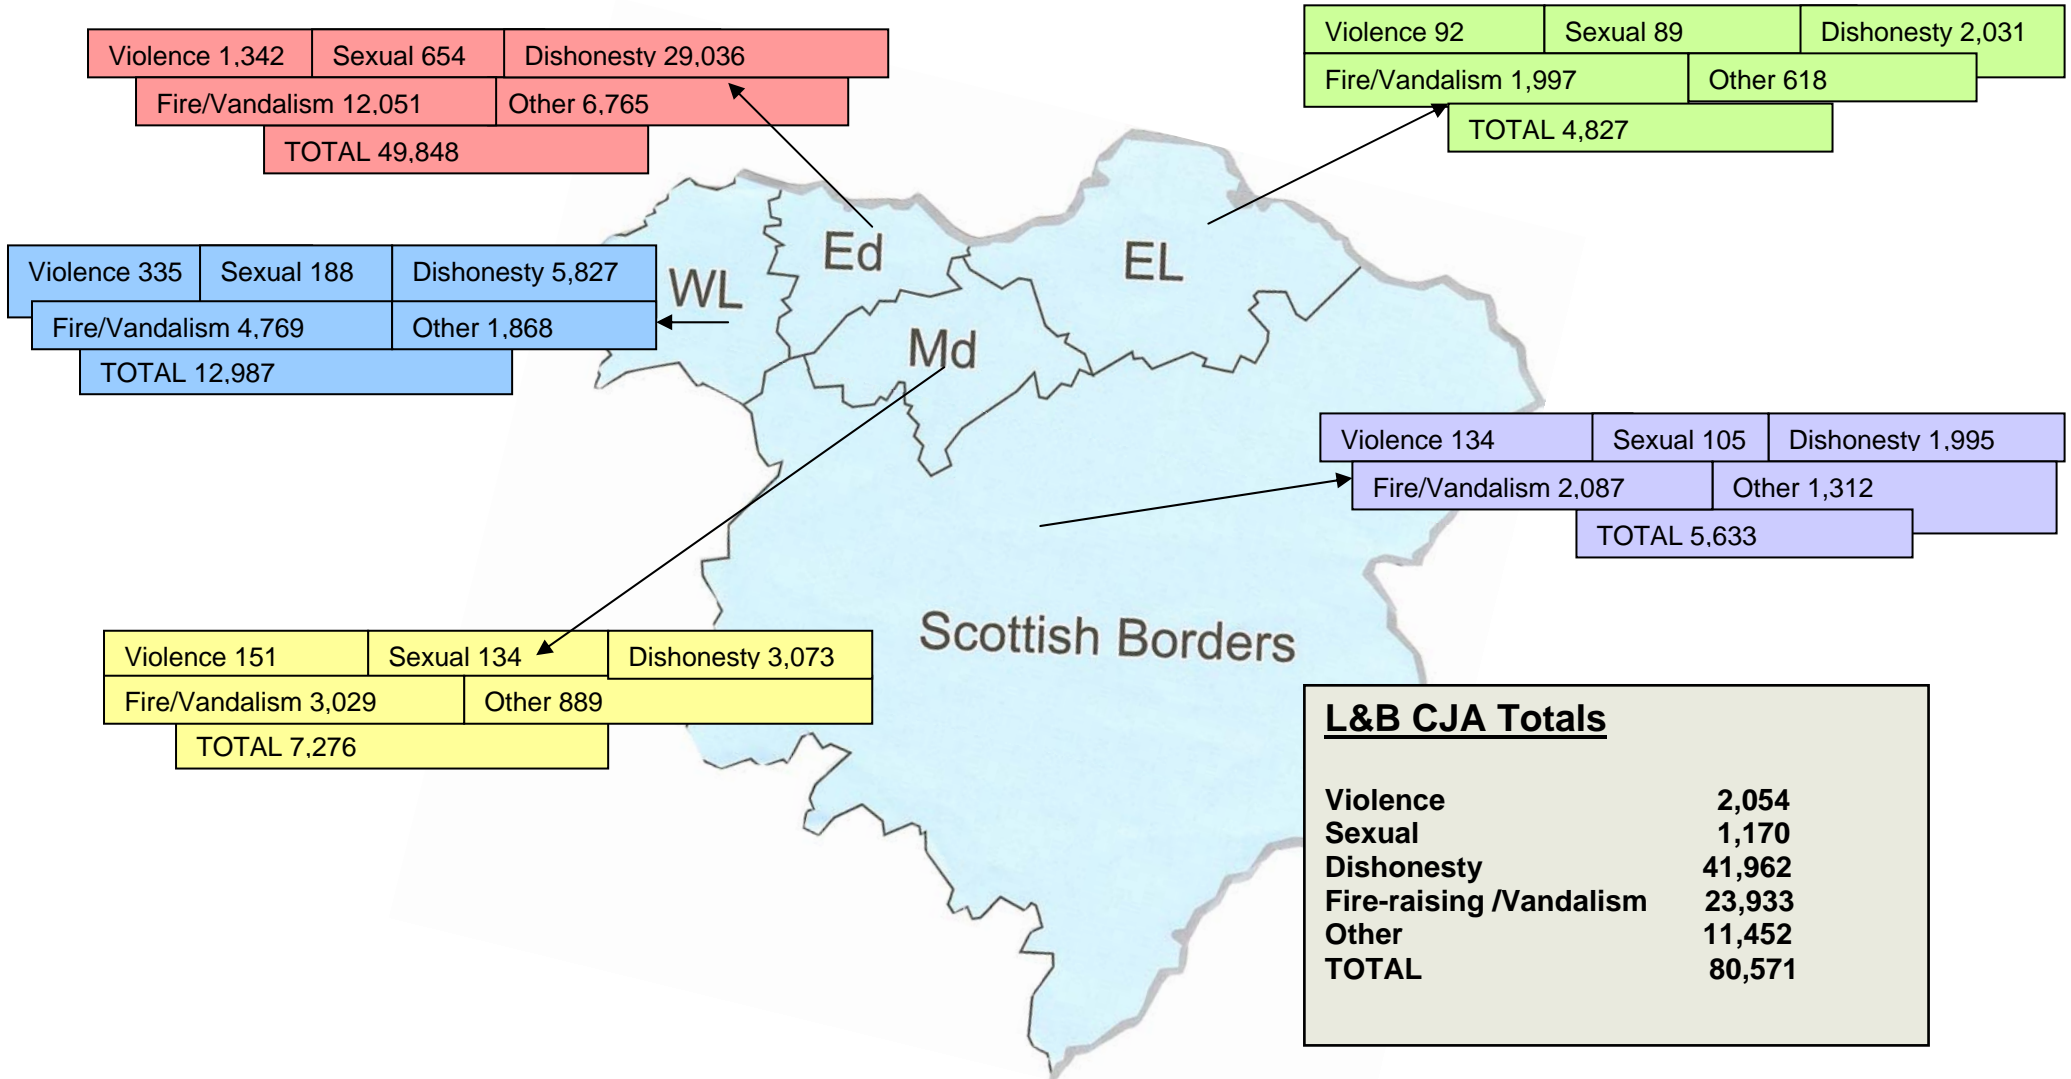 Violence 1,342 Sexual 654 Dishonesty 29,036
Fire/Vandalism 12,051 Other 6,765
TOTAL 49,848
Violence 92 Sexual 89 Dishonesty 2,031
Fire/Vandalism 1,997 Other 618
TOTAL 4,827
Violence 335 Sexual 188 Dishonesty 5,827
Fire/Vandalism 4,769 Other 1,868
TOTAL 12,987
WL
Ed
EL
Md
Violence 134 Sexual 105 Dishonesty 1,995
Fire/Vandalism 2,087 Other 1,312
TOTAL 5,633
Scottish Borders
Violence 151 Sexual 134 Dishonesty 3,073
Fire/Vandalism 3,029 Other 889
TOTAL 7,276
L&B CJA Totals
Violence 2,054
Sexual 1,170
Dishonesty 41,962
Fire-raising /Vandalism 23,933
Other 11,452
TOTAL 80,571